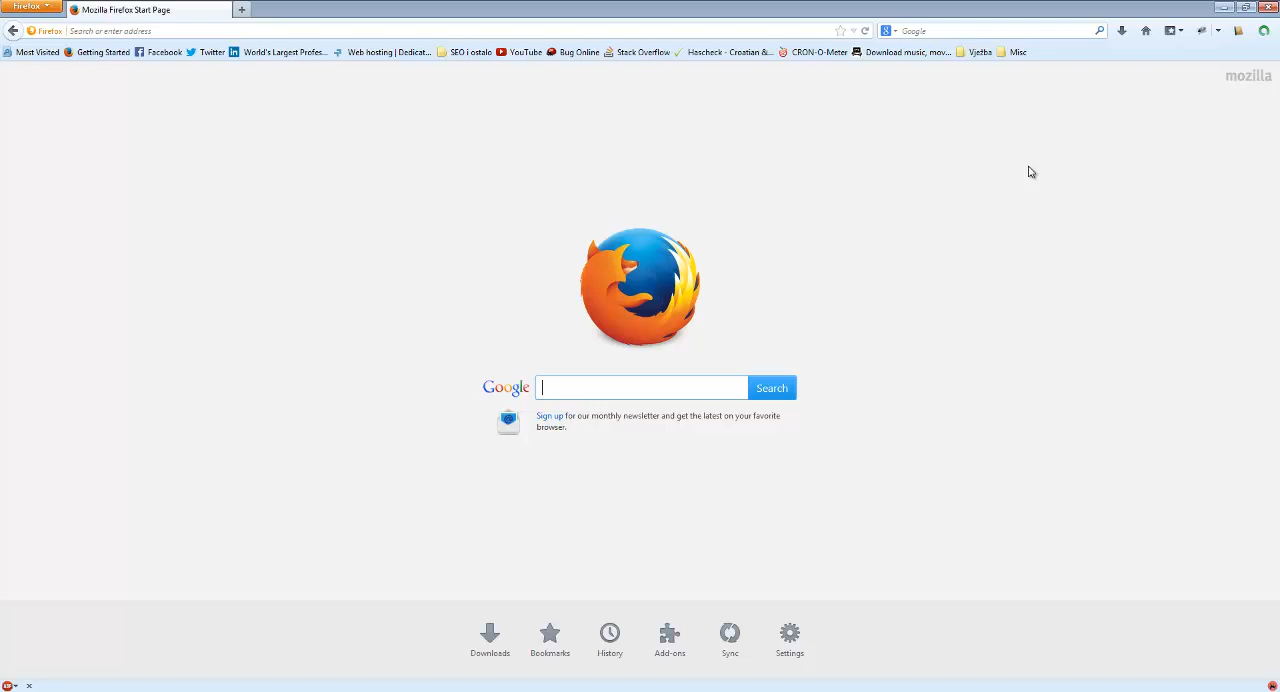 Firefox
Mozilla Firefox Start Page
Firefox Search or enter address
Google
Most Visited Getting Started Facebook Twitter World's Largest Profes... Web hosting | Dedicat... SEO i ostalo YouTube Bug Online Stack Overflow Hascheck - Croatian &... CRON-O-Meter Download music, mov... Vježba Misc
mozilla
Google
Search
Sign up for our monthly newsletter and get the latest on your favorite
browser.
Downloads Bookmarks History Add-ons Sync Settings